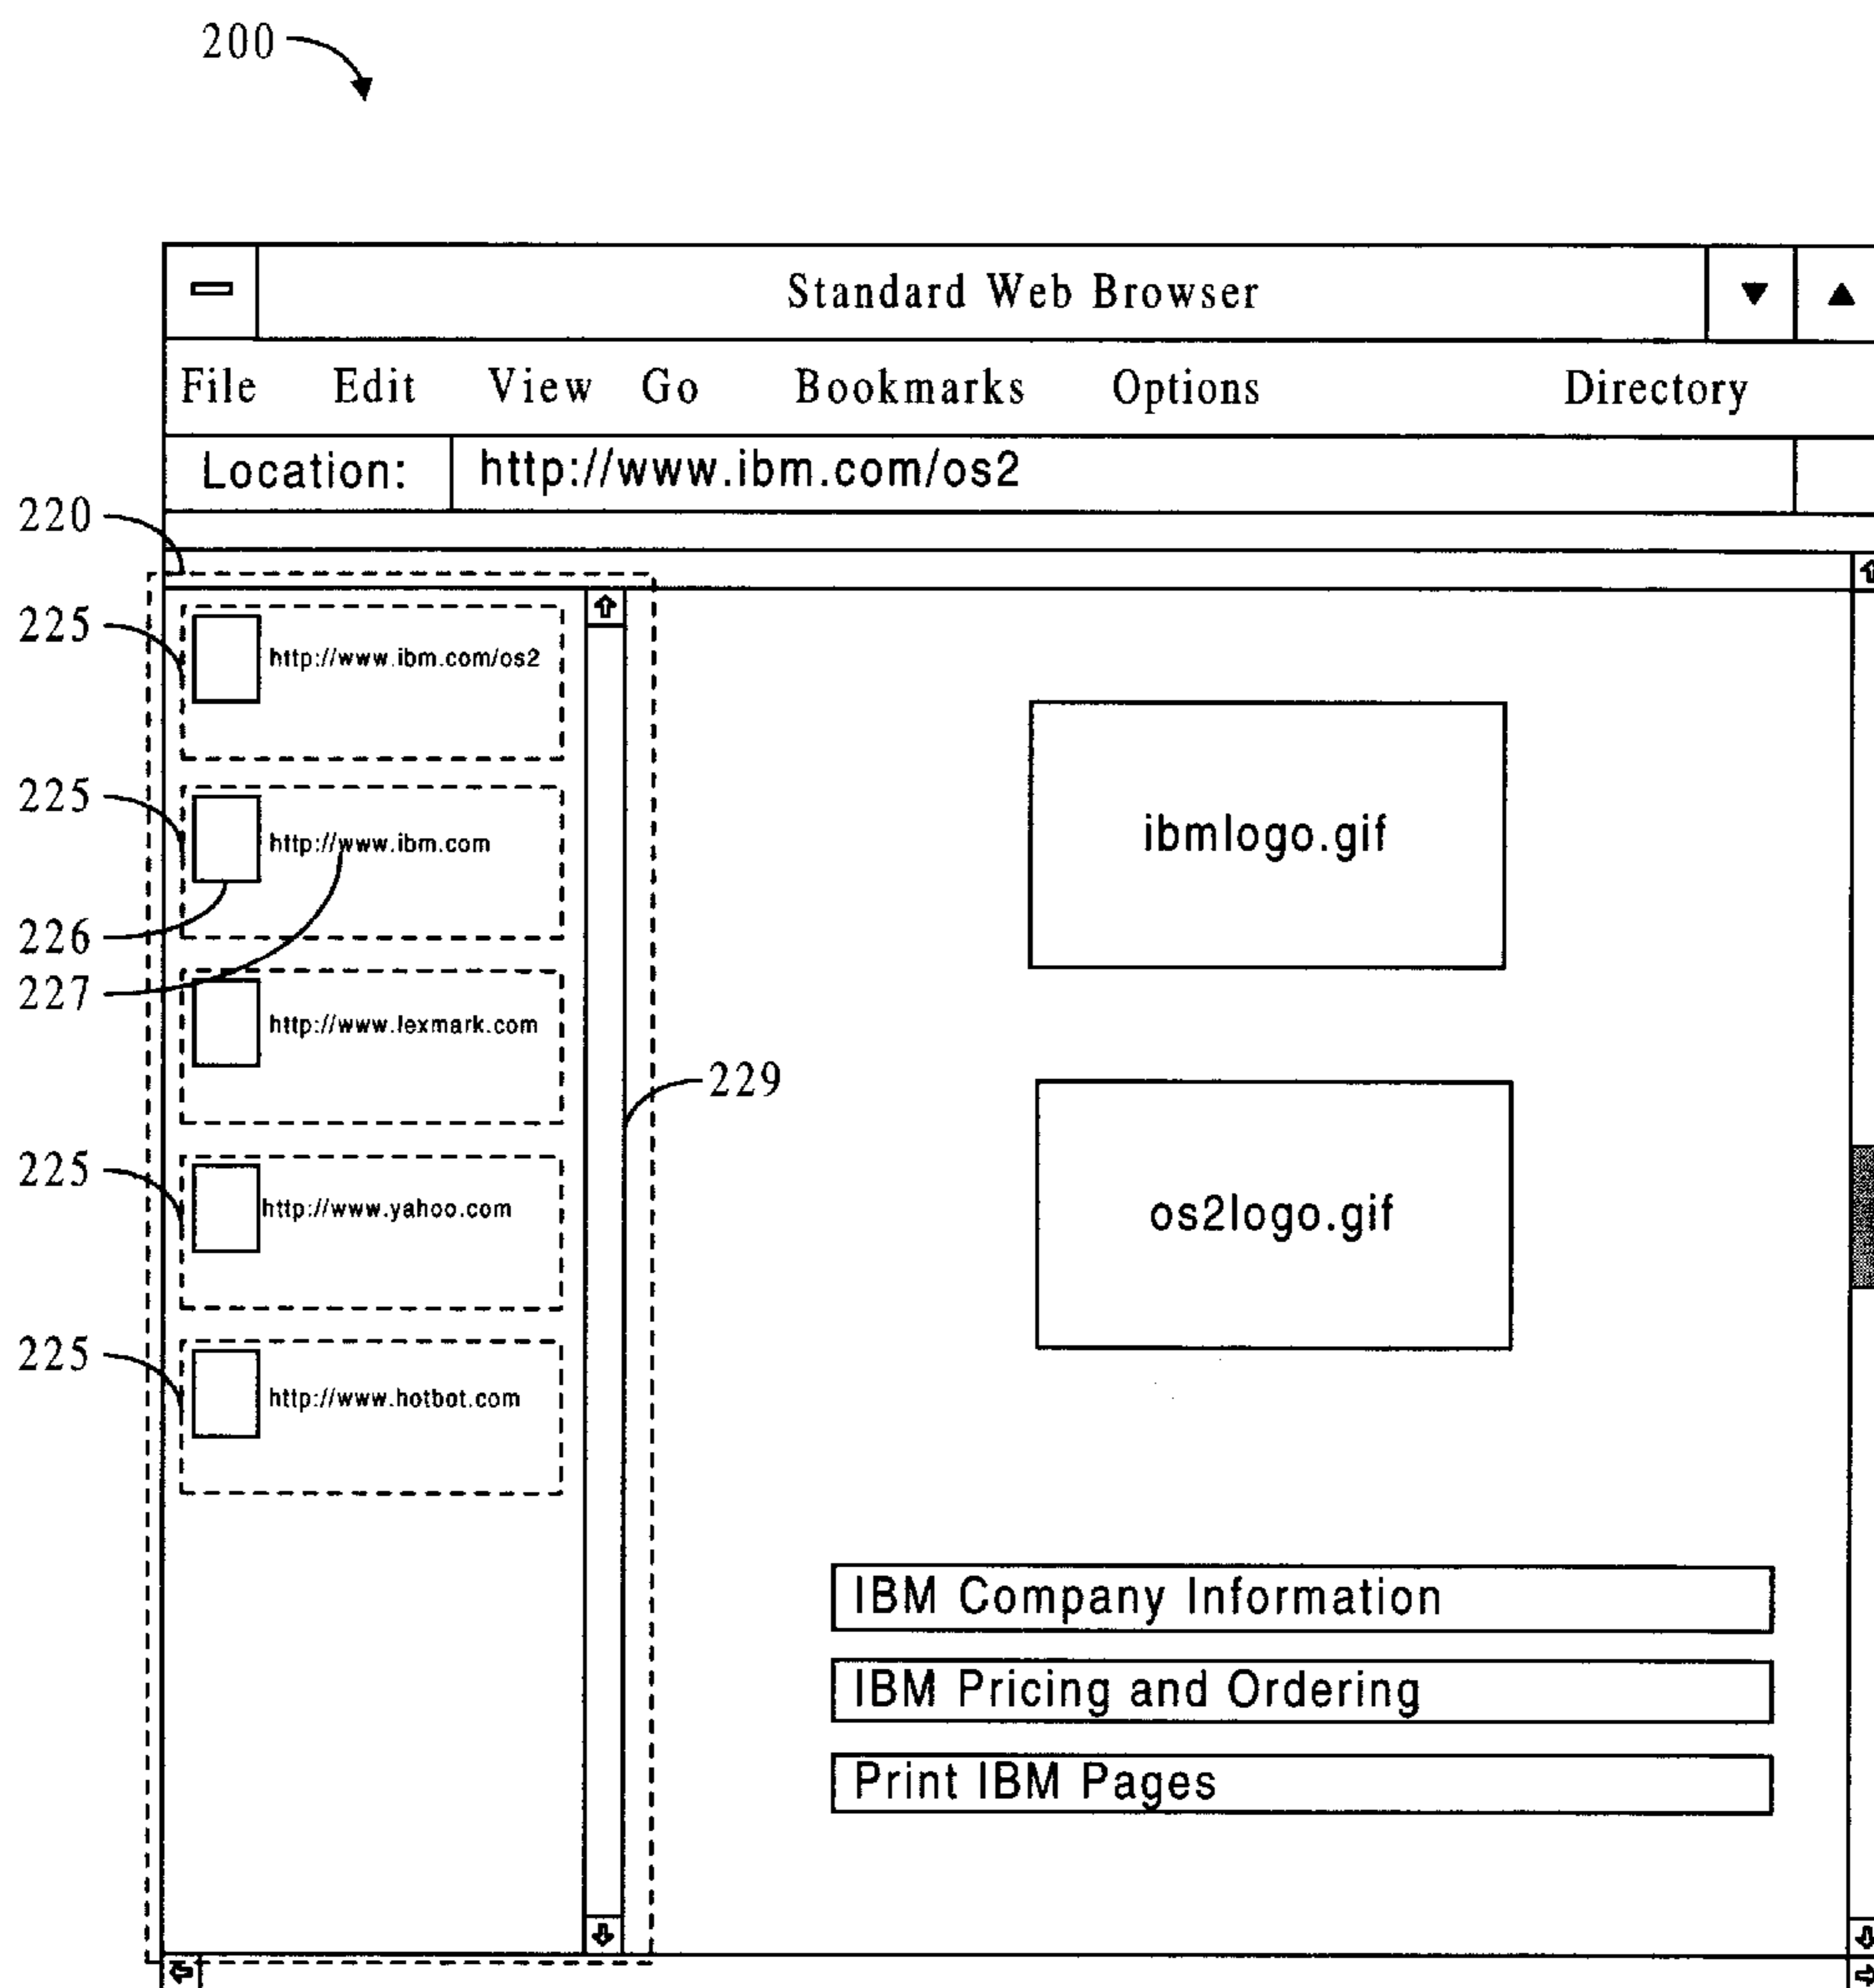 200
Standard Web Browser
File Edit View Go Bookmarks Options Directory
Location: http://www.ibm.com/os2
220
225
http://www.ibm.com/os2
225
http://www.ibm.com
226
227
http://www.lexmark.com
229
225
http://www.yahoo.com
225
http://www.hotbot.com
ibmlogo.gif
os2logo.gif
IBM Company Information
IBM Pricing and Ordering
Print IBM Pages